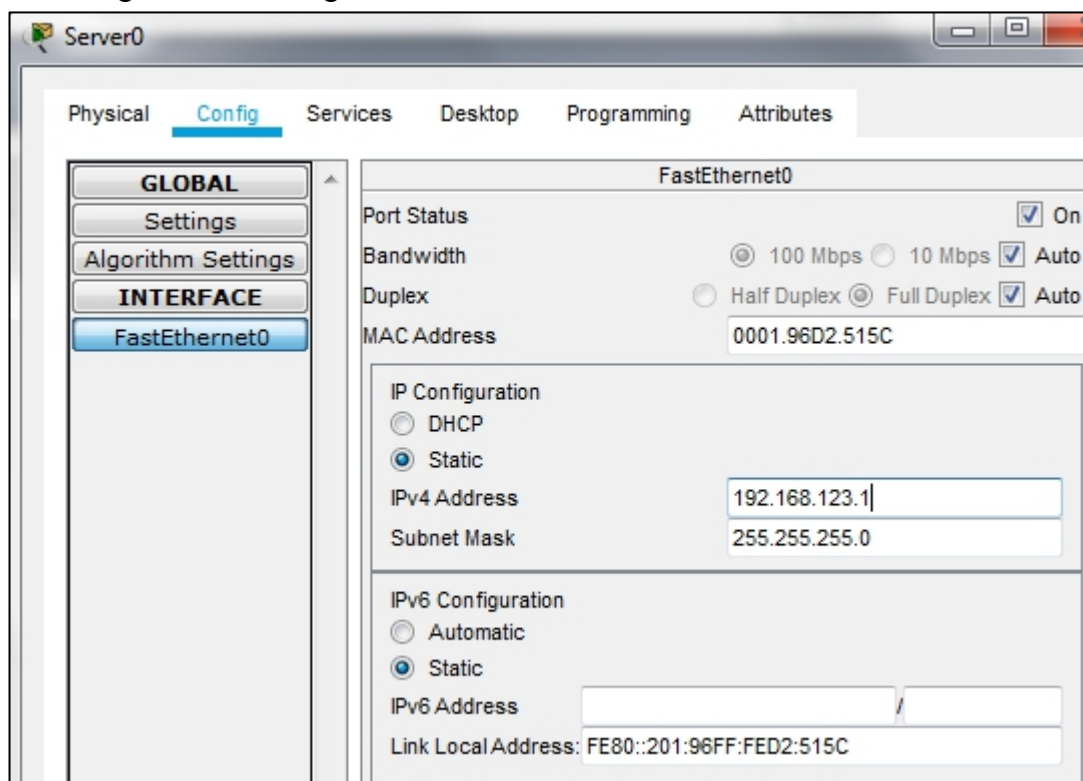 Server0
Physical Config Services Desktop Programming Attributes
GLOBAL
Settings
Algorithm Settings
INTERFACE
FastEthernet0
FastEthernet0
Port Status On
Bandwidth 100 Mbps 10 Mbps Auto
Duplex Half Duplex Full Duplex Auto
MAC Address 0001.96D2.515C
IP Configuration
DHCP
Static
IPv4 Address 192.168.123.1
Subnet Mask 255.255.255.0
IPv6 Configuration
Automatic
Static
IPv6 Address /
Link Local Address: FE80::201:96FF:FED2:515C